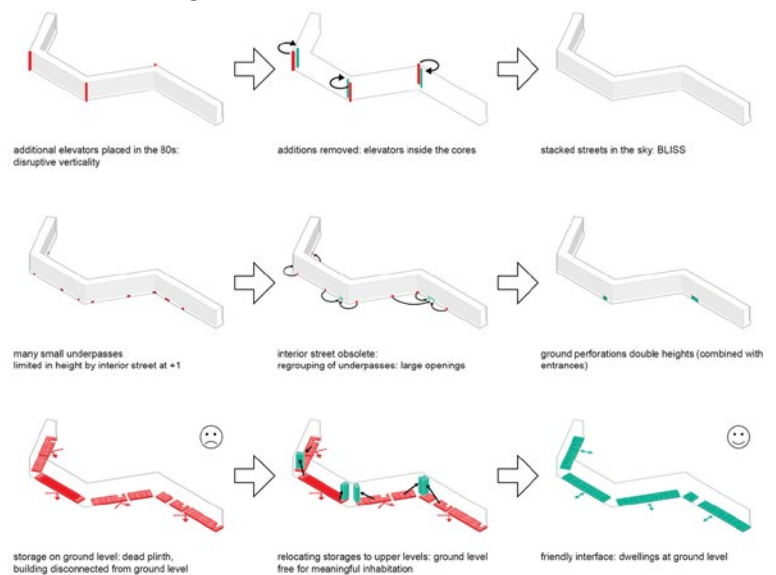 additional elevators placed in the 80s:
disruptive verticality
additions removed: elevators inside the cores
stacked streets in the sky: BLISS
many small underpasses
limited in height by interior street at +1
interior street obsolete:
regrouping of underpasses: large openings
ground perforations double heights (combined with
entrances)
storage on ground level: dead plinth,
building disconnected from ground level
relocating storages to upper levels: ground level
free for meaningful inhabitation
friendly interface: dwellings at ground level